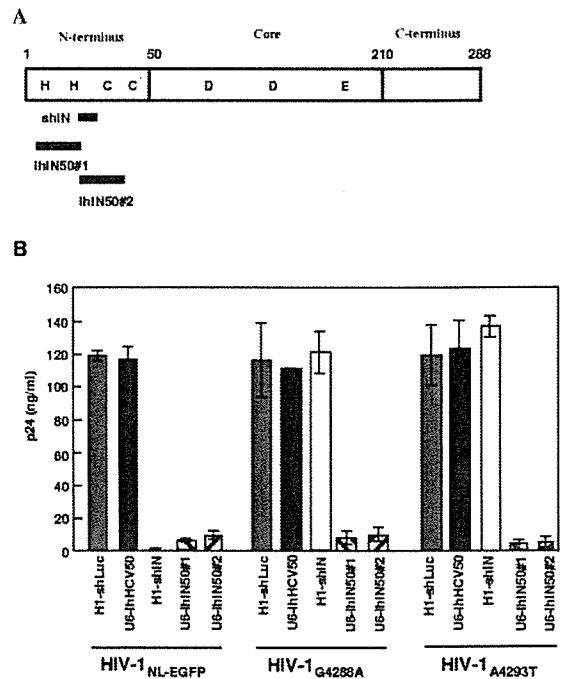 A
N-terminus Core C-terminus
1 50 210 288
H H C C D D E
shIN
lhIN50#1
lhIN50#2
B
160
140
120
100
80
60
40
20
0
p24 (ng/ml)
H1-shLuc
U6-lhHCV50
H1-shIN
U6-lhIN50#1
U6-lhIN50#2
H1-shLuc
U6-lhHCV50
H1-shIN
U6-lhIN50#1
U6-lhIN50#2
H1-shLuc
U6-lhHCV50
H1-shIN
U6-lhIN50#1
U6-lhIN50#2
HIV-1NL-EGFP HIV-1G4288A HIV-1A4293T